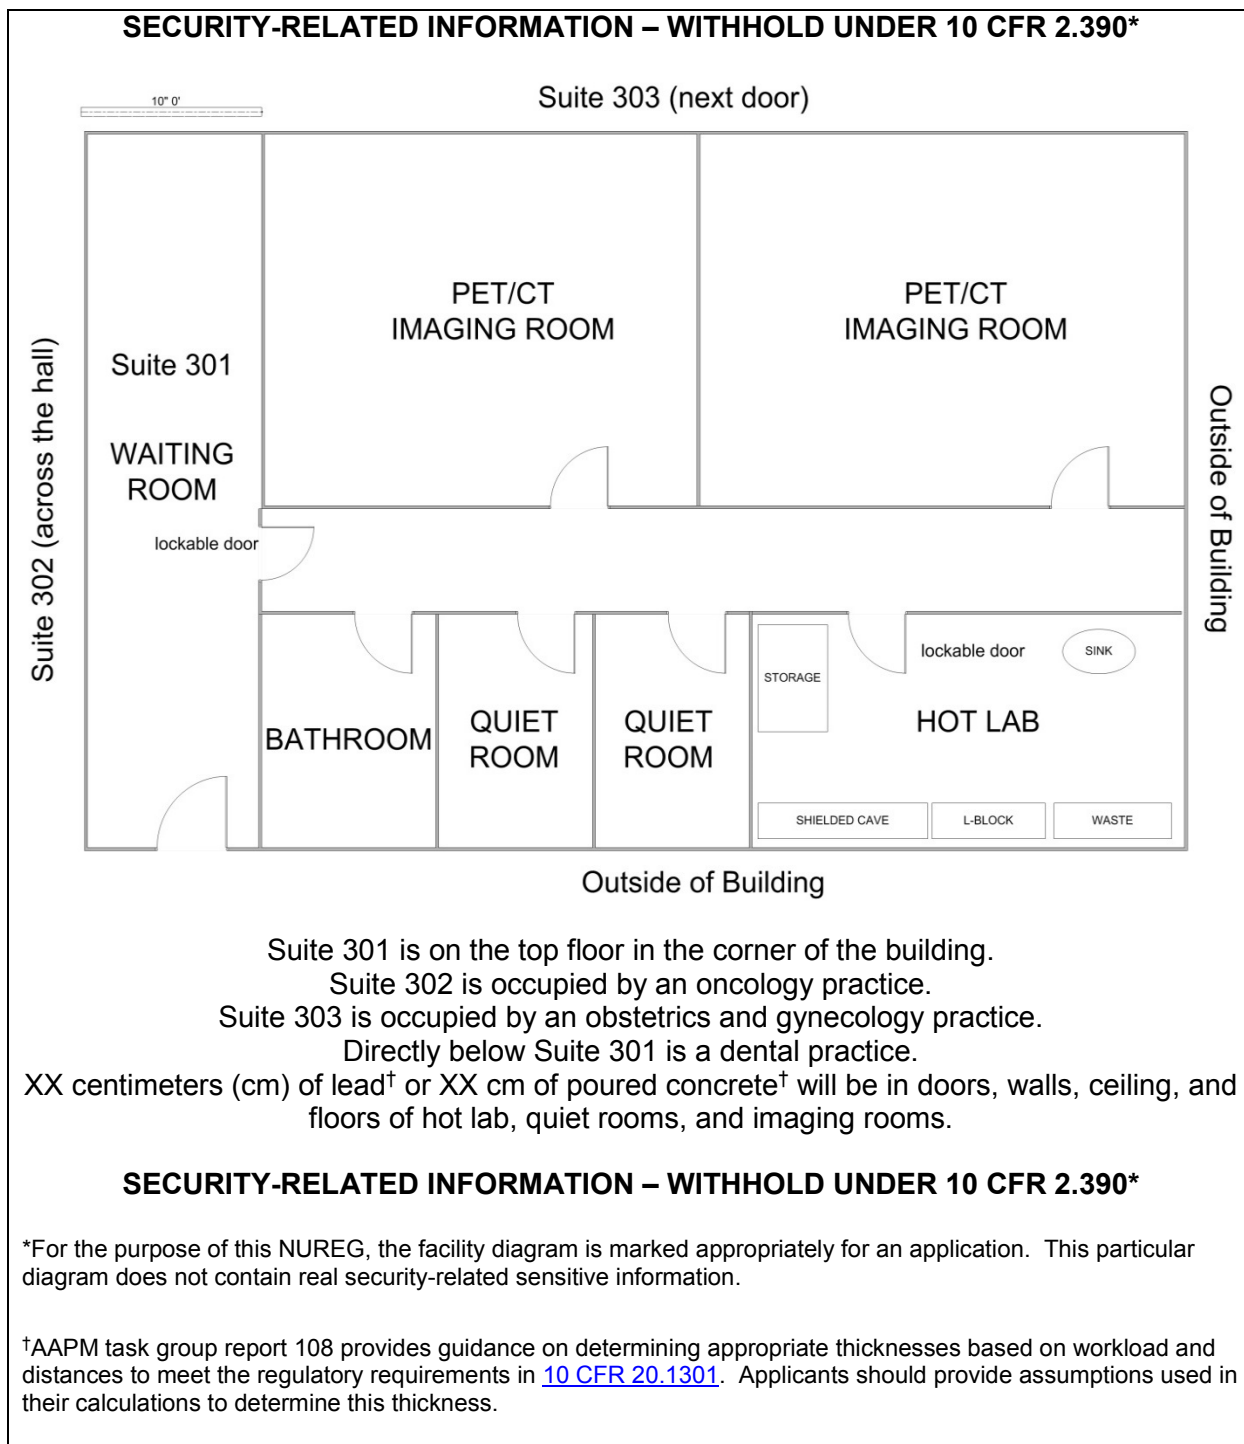 SECURITY-RELATED INFORMATION – WITHHOLD UNDER 10 CFR 2.390*
10" 0'
Suite 303 (next door)
PET/CT
IMAGING ROOM
PET/CT
IMAGING ROOM
Suite 301
WAITING
ROOM
Suite 302 (across the hall)
Outside of Building
lockable door
lockable door
SINK
STORAGE
BATHROOM
QUIET
ROOM
QUIET
ROOM
HOT LAB
SHIELDED CAVE
L-BLOCK
WASTE
Outside of Building
Suite 301 is on the top floor in the corner of the building.
Suite 302 is occupied by an oncology practice.
Suite 303 is occupied by an obstetrics and gynecology practice.
Directly below Suite 301 is a dental practice.
XX centimeters (cm) of lead† or XX cm of poured concrete† will be in doors, walls, ceiling, and
floors of hot lab, quiet rooms, and imaging rooms.
SECURITY-RELATED INFORMATION – WITHHOLD UNDER 10 CFR 2.390*
*For the purpose of this NUREG, the facility diagram is marked appropriately for an application.  This particular
diagram does not contain real security-related sensitive information.
†AAPM task group report 108 provides guidance on determining appropriate thicknesses based on workload and
distances to meet the regulatory requirements in 10 CFR 20.1301.  Applicants should provide assumptions used in
their calculations to determine this thickness.